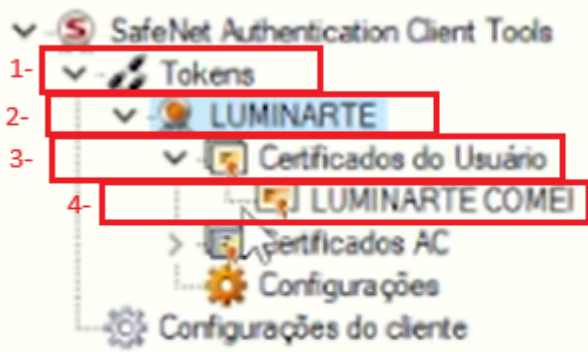 SafeNet Authentication Client Tools
1- Tokens
2- LUMINARTE
3- Certificados do Usuário
4- LUMINARTE COMEI
Certificados AC
Configurações
Configurações do cliente